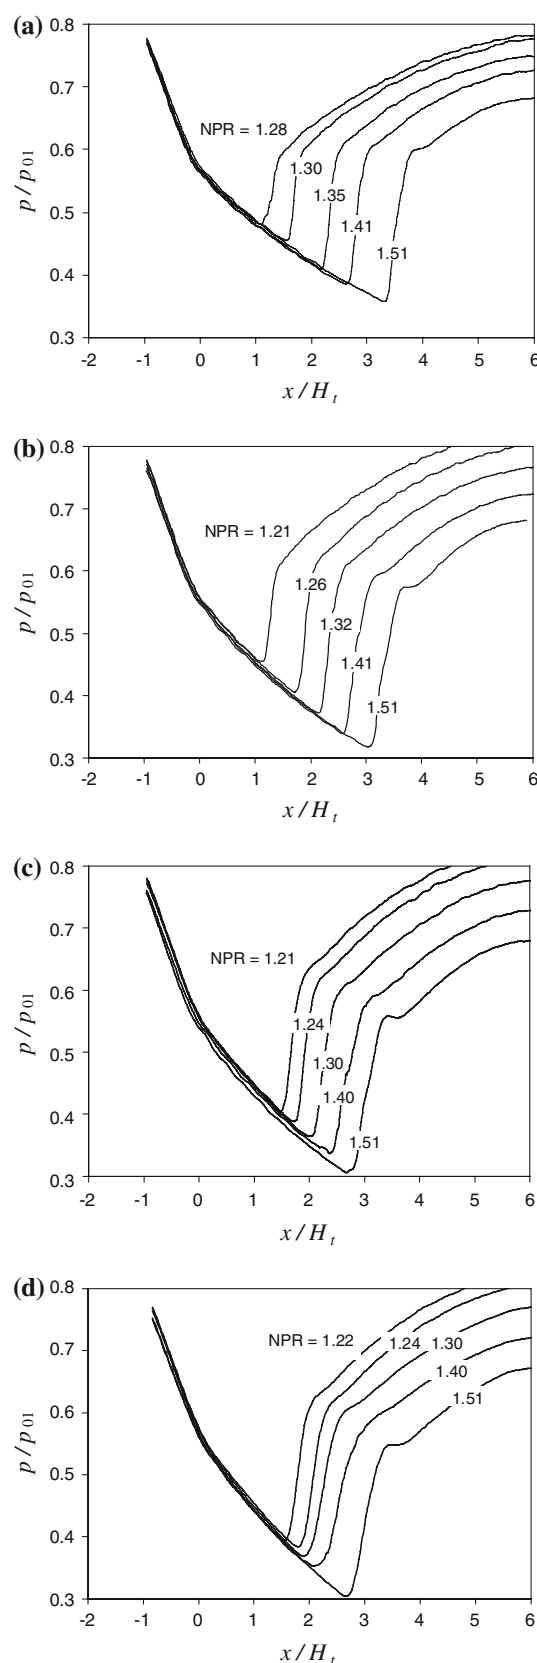 (a)
0.8
0.7
0.6
0.5
0.4
0.3
p / p01
NPR = 1.28
1.30
1.35
1.41
1.51
-2 -1 0 1 2 3 4 5 6
x / Ht
(b)
0.8
0.7
0.6
0.5
0.4
0.3
p / p01
NPR = 1.21
1.26
1.32
1.41
1.51
-2 -1 0 1 2 3 4 5 6
x / Ht
(c)
0.8
0.7
0.6
0.5
0.4
0.3
p / p01
NPR = 1.21
1.24
1.30
1.40
1.51
-2 -1 0 1 2 3 4 5 6
x / Ht
(d)
0.8
0.7
0.6
0.5
0.4
0.3
p / p01
NPR = 1.22
1.24
1.30
1.40
1.51
-2 -1 0 1 2 3 4 5 6
x / Ht